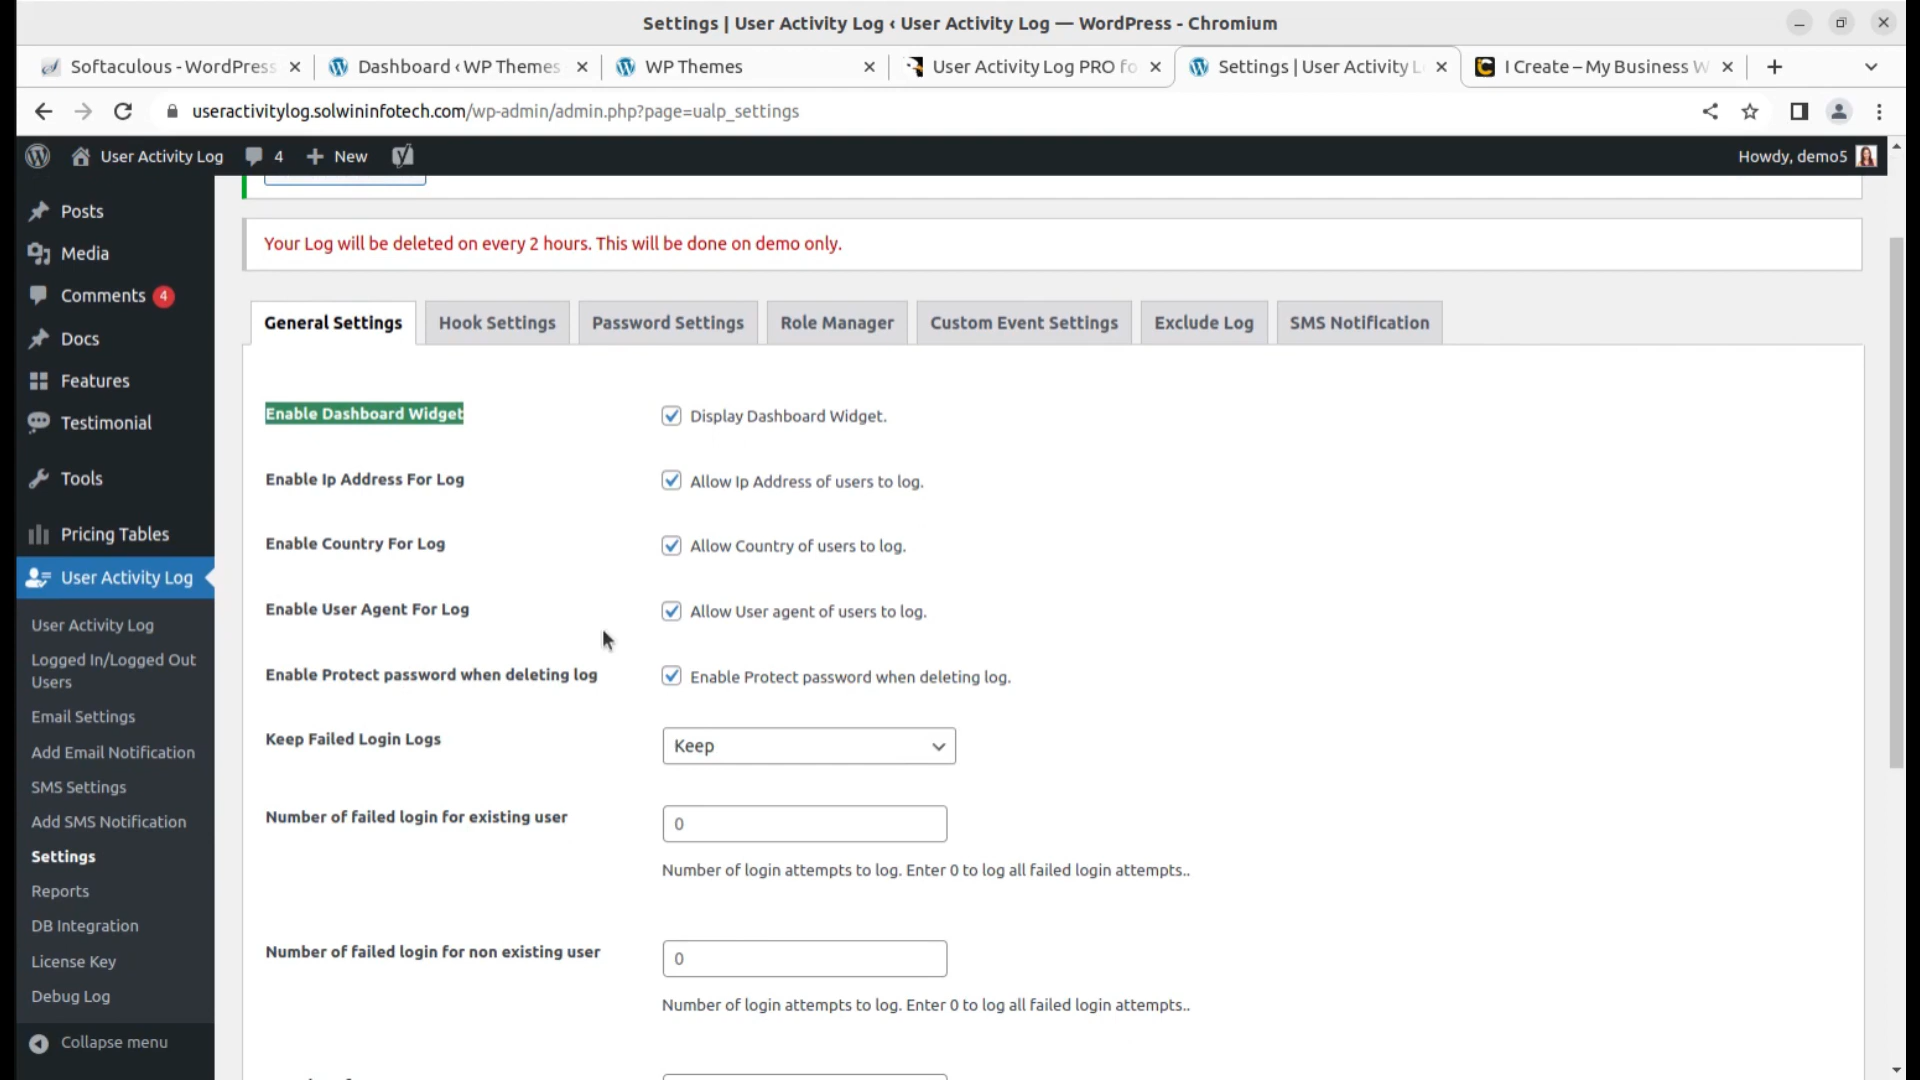 Settings | User Activity Log ‹ User Activity Log — WordPress - Chromium
Softaculous - WordPress
Dashboard ‹ WP Themes
WP Themes
User Activity Log PRO fo
Settings | User Activity L
I Create – My Business W
useractivitylog.solwininfotech.com/wp-admin/admin.php?page=ualp_settings
User Activity Log
4
New
Howdy, demo5
Your Log will be deleted on every 2 hours. This will be done on demo only.
Posts
Media
Comments 4
Docs
Features
Testimonial
Tools
Pricing Tables
User Activity Log
User Activity Log
Logged In/Logged Out
Users
Email Settings
Add Email Notification
SMS Settings
Add SMS Notification
Settings
Reports
DB Integration
License Key
Debug Log
Collapse menu
General Settings
Hook Settings
Password Settings
Role Manager
Custom Event Settings
Exclude Log
SMS Notification
Enable Dashboard Widget
Display Dashboard Widget.
Enable Ip Address For Log
Allow Ip Address of users to log.
Enable Country For Log
Allow Country of users to log.
Enable User Agent For Log
Allow User agent of users to log.
Enable Protect password when deleting log
Enable Protect password when deleting log.
Keep Failed Login Logs
Keep
Number of failed login for existing user
0
Number of login attempts to log. Enter 0 to log all failed login attempts..
Number of failed login for non existing user
0
Number of login attempts to log. Enter 0 to log all failed login attempts..